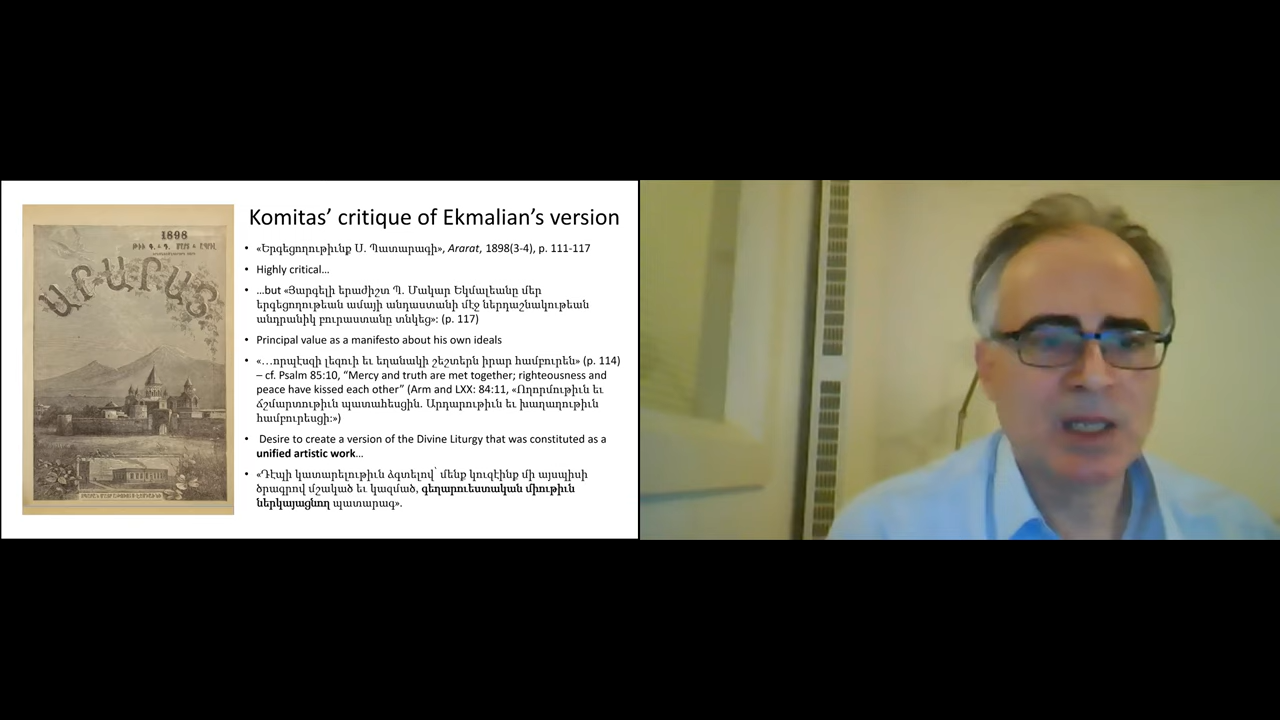 1898
ԱՐԱՐԱՏ
Komitas’ critique of Ekmalian’s version
• «Երգեցողութիւնք Ս. Պատարագի», Ararat, 1898(3-4), p. 111-117
• Highly critical…
• …but «Յարգելի երաժիշտ Պ. Մակար Եկմալեանը մեր
երգեցողութեան ամայի անդաստանի մէջ ներդաշնակութեան
անդրանիկ բուրաստանը տնկեց»: (p. 117)
• Principal value as a manifesto about his own ideals
• «…որպէսզի լեզուի եւ եղանակի շեշտերն իրար համբուրեն» (p. 114)
– cf. Psalm 85:10, “Mercy and truth are met together; righteousness and
peace have kissed each other” (Arm and LXX: 84:11, «Ողորմութիւն եւ
ճշմարտութիւն պատահեսցին. Արդարութիւն եւ խաղաղութիւն
համբուրեսցի:»)
• Desire to create a version of the Divine Liturgy that was constituted as a
unified artistic work…
• «Դէպի կատարելութիւն ձգտելով՝ մենք կուզէինք մի այսպիսի
ծրագրով մշակած եւ կազմած, գեղարուեստական միութիւն
ներկայացնող պատարագ».